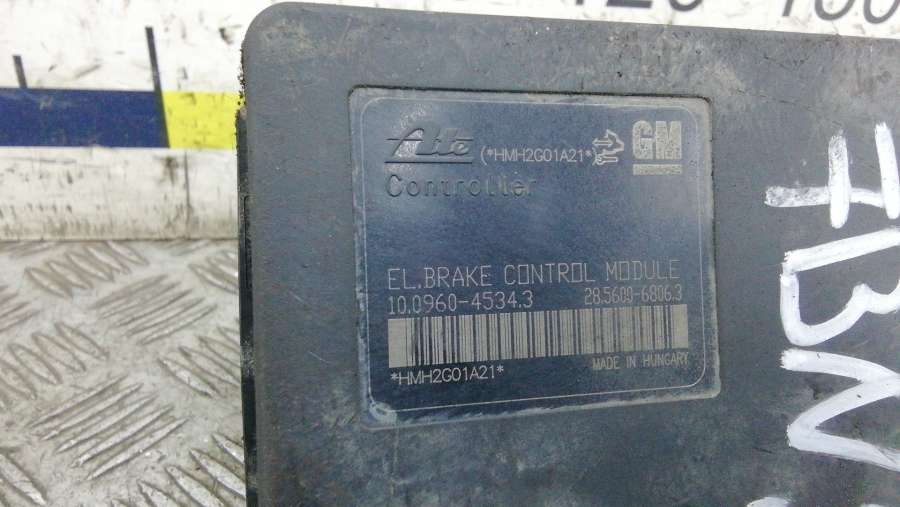 Ate (*HMH2G01A21*) GM
Controller
EL.BRAKE CONTROL MODULE
10.0960-4534.3 28.5600-6806.3
*HMH2G01A21* MADE IN HUNGARY